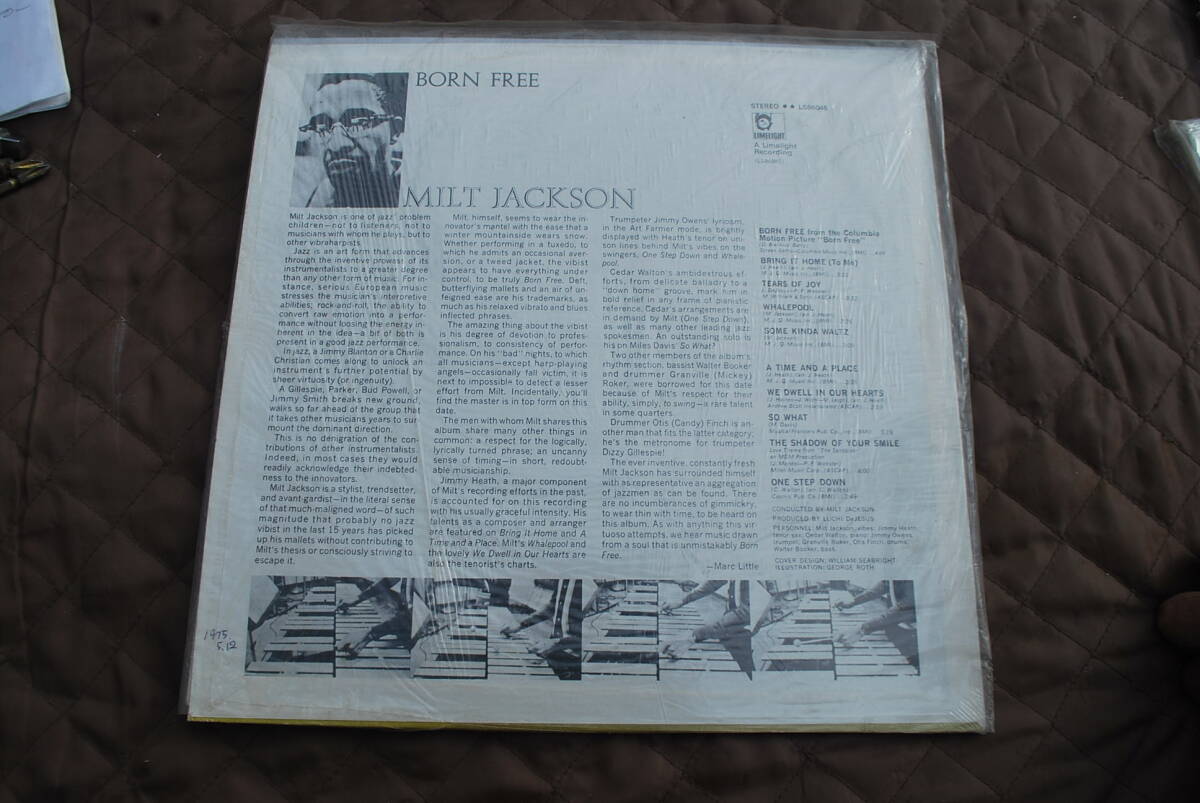 BORN FREE
STEREO ★★ LS86045
LIMELIGHT
A Limelight
Recording
MILT JACKSON
Milt Jackson is one of jazz' problem
children—not to listeners, not to
musicians with whom he plays, but to
other vibraharpists.
Jazz is an art form that advances
through the inventive prowess of its
instrumentalists to a greater degree
than any other form of music. For in-
stance, serious European music
stresses the musician's interpretive
abilities; rock-and-roll, the ability to
convert raw emotion into a perfor-
mance without loosing the energy in-
herent in the idea—a bit of both is
present in a good jazz performance.
In jazz, a Jimmy Blanton or a Charlie
Christian comes along to unlock an
instrument's further potential by
sheer virtuosity (or ingenuity).
A Gillespie, Parker, Bud Powell, or
Jimmy Smith breaks new ground,
walks so far ahead of the group that
it takes other musicians years to sur-
mount the dominant direction.
This is no denigration of the con-
tributions of other instrumentalists.
Indeed, in most cases they would
readily acknowledge their indebted-
ness to the innovators.
Milt Jackson is a stylist, trendsetter,
and avant-gardist—in the literal sense
of that much-maligned word—of such
magnitude that probably no jazz
vibist in the last 15 years has picked
up his mallets without contributing to
Milt's thesis or consciously striving to
escape it.
Milt, himself, seems to wear the in-
novator's mantel with the ease that a
winter mountainside wears snow.
Whether performing in a tuxedo, to
which he admits an occasional aver-
sion, or a tweed jacket, the vibist
appears to have everything under
control, to be truly Born Free. Deft,
butterflying mallets and an air of un-
feigned ease are his trademarks, as
much as his relaxed vibrato and blues
inflected phrases.
The amazing thing about the vibist
is his degree of devotion to profes-
sionalism, to consistency of perfor-
mance. On his "bad" nights, to which
all musicians—except harp-playing
angels—occasionally fall victim, it is
next to impossible to detect a lesser
effort from Milt. Incidentally, you'll
find the master is in top form on this
date.
The men with whom Milt shares this
album share many other things in
common: a respect for the logically,
lyrically turned phrase; an uncanny
sense of timing—in short, redoubt-
able musicianship.
Jimmy Heath, a major component
of Milt's recording efforts in the past,
is accounted for on this recording
with his usually graceful intensity. His
talents as a composer and arranger
are featured on Bring It Home and A
Time and a Place. Milt's Whalepool and
the lovely We Dwell in Our Hearts are
also the tenorist's charts.
Trumpeter Jimmy Owens' lyricism,
in the Art Farmer mode, is brightly
displayed with Heath's tenor on uni-
son lines behind Milt's vibes on the
swingers, One Step Down and Whale-
pool.
Cedar Walton's ambidextrous ef-
forts, from delicate balladry to a
"down home" groove, mark him in
bold relief in any frame of pianistic
reference. Cedar's arrangements are
in demand by Milt (One Step Down),
as well as many other leading jazz
spokesmen. An outstanding solo is
his on Miles Davis' So What?
Two other members of the album's
rhythm section, bassist Walter Booker
and drummer Granville (Mickey)
Roker, were borrowed for this date
because of Milt's respect for their
ability, simply, to swing—a rare talent
in some quarters.
Drummer Otis (Candy) Finch is an-
other man that fits the latter category;
he's the metronome for trumpeter
Dizzy Gillespie!
The ever inventive, constantly fresh
Milt Jackson has surrounded himself
with as representative an aggregation
of jazzmen as can be found. There
are no incumberances of gimmickry,
to wear thin with time, to be heard on
this album. As with anything this vir-
tuoso attempts, we hear music drawn
from a soul that is unmistakably Born
Free.
—Marc Little
BORN FREE from the Columbia
Motion Picture "Born Free"
BRING IT HOME (To Me)
TEARS OF JOY
WHALEPOOL
SOME KINDA WALTZ
A TIME AND A PLACE
WE DWELL IN OUR HEARTS
SO WHAT
THE SHADOW OF YOUR SMILE
ONE STEP DOWN
CONDUCTED BY: MILT JACKSON
PRODUCED BY LUCHI DeJESUS
PERSONNEL: Milt Jackson, vibes; Jimmy Heath,
tenor sax; Cedar Walton, piano; Jimmy Owens,
trumpet; Granville Roker, Otis Finch, drums;
Walter Booker, bass.
COVER DESIGN: WILLIAM SEABRIGHT
ILLUSTRATION: GEORGE ROTH
1975
5.12